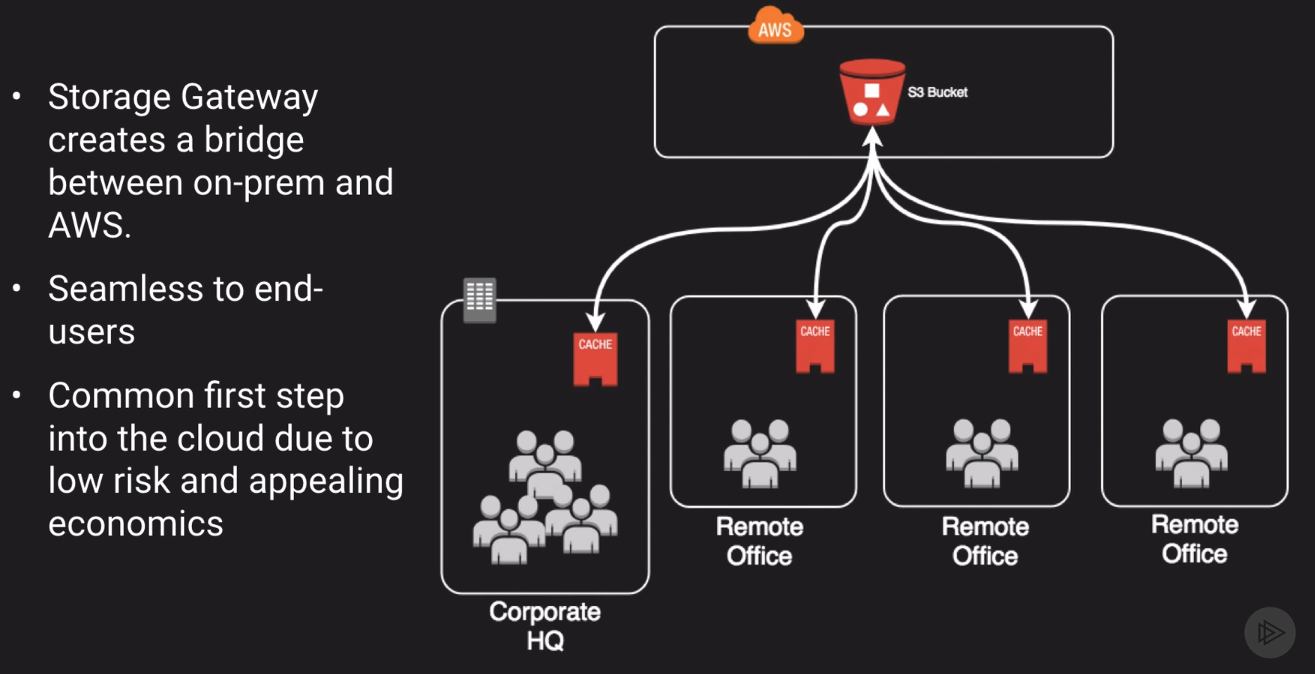 • Storage Gateway
creates a bridge
between on-prem and
AWS.
• Seamless to end-
users
• Common first step
into the cloud due to
low risk and appealing
economics
AWS
S3 Bucket
CACHE
CACHE
CACHE
CACHE
Corporate
HQ
Remote
Office
Remote
Office
Remote
Office